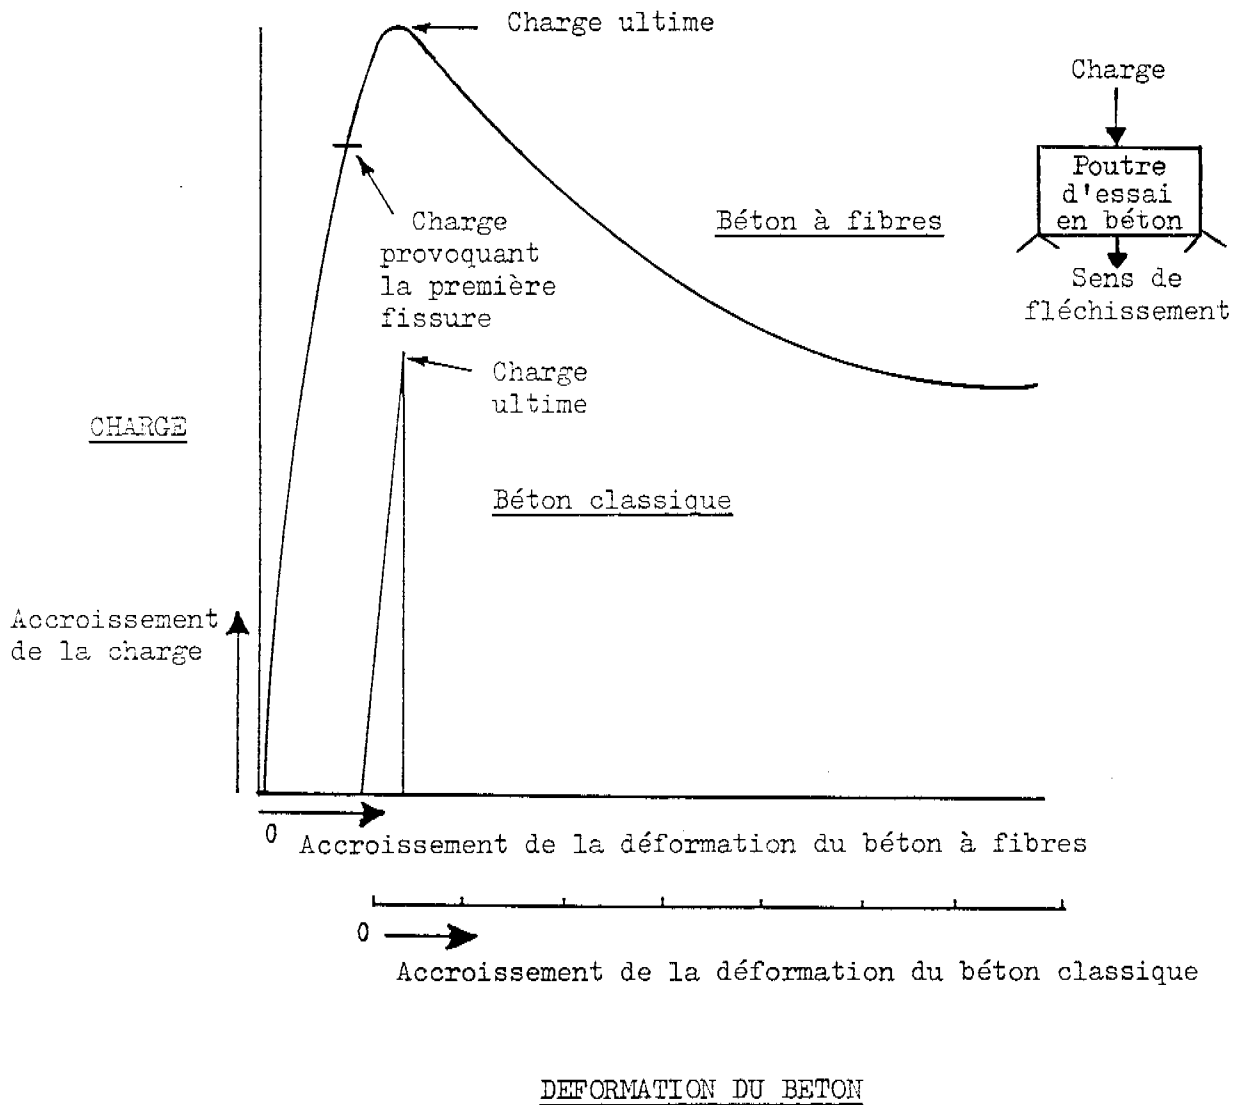 Charge ultime
Charge
Poutre
d'essai
en béton
Sens de
fléchissement
Béton à fibres
Charge
provoquant
la première
fissure
Charge
ultime
CHARGE
Béton classique
Accroissement
de la charge
0
Accroissement de la déformation du béton à fibres
0
Accroissement de la déformation du béton classique
DEFORMATION DU BETON